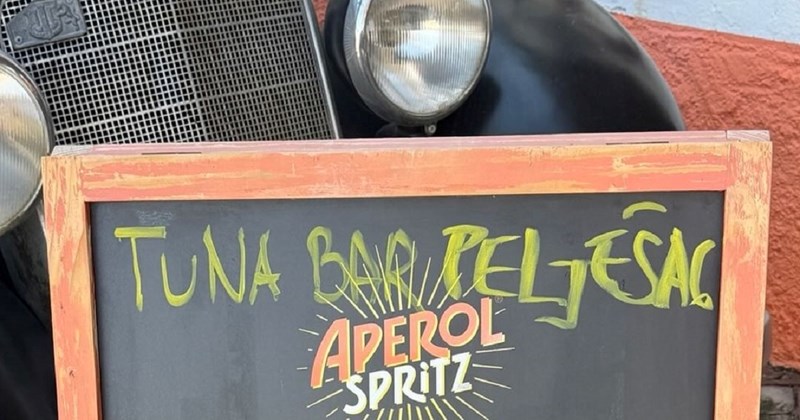 TUNA BAR PELJEŠAC
APEROL
SPRITZ